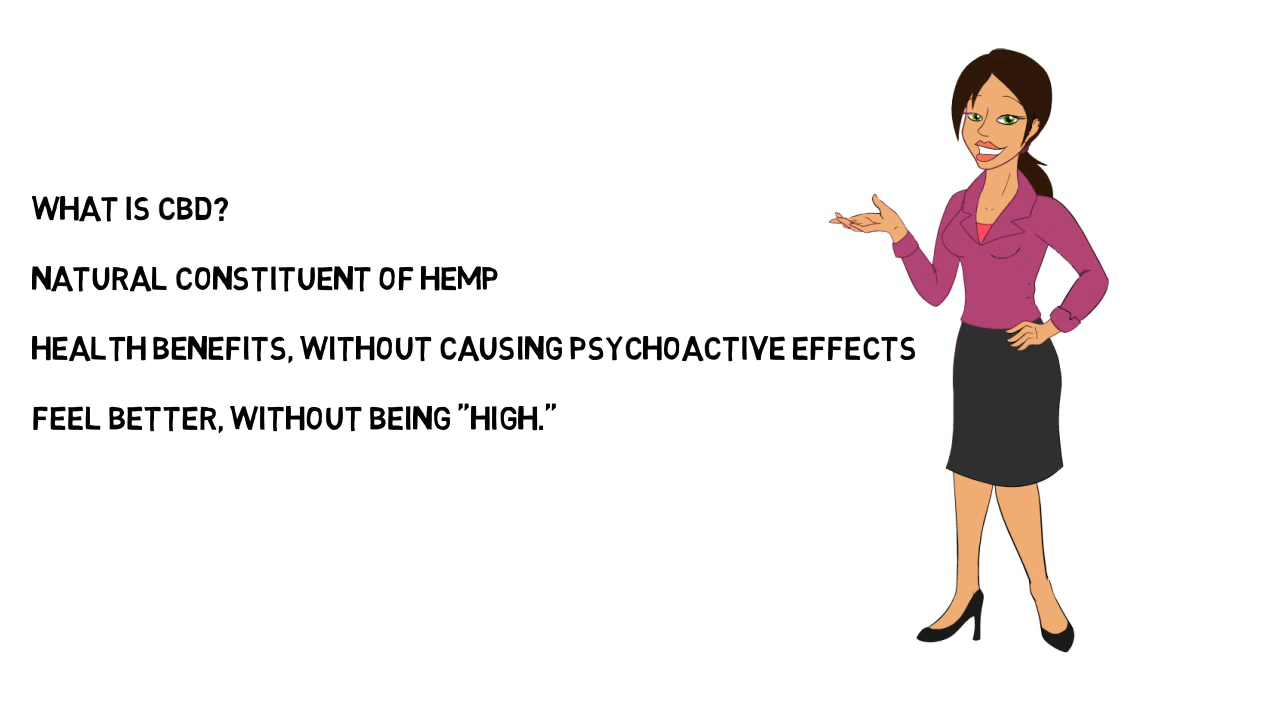 WHAT IS CBD?
NATURAL CONSTITUENT OF HEMP
HEALTH BENEFITS, WITHOUT CAUSING PSYCHOACTIVE EFFECTS
FEEL BETTER, WITHOUT BEING "HIGH."